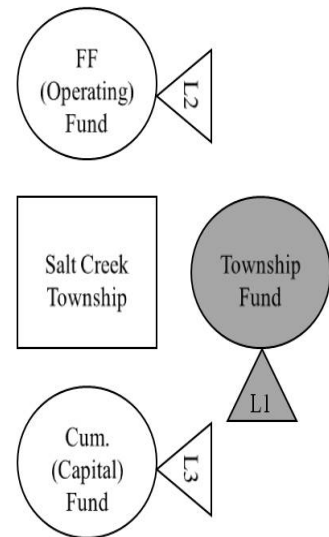 FF
(Operating)
Fund
L2
Salt Creek
Township
Township
Fund
L1
Cum.
(Capital)
Fund
L3